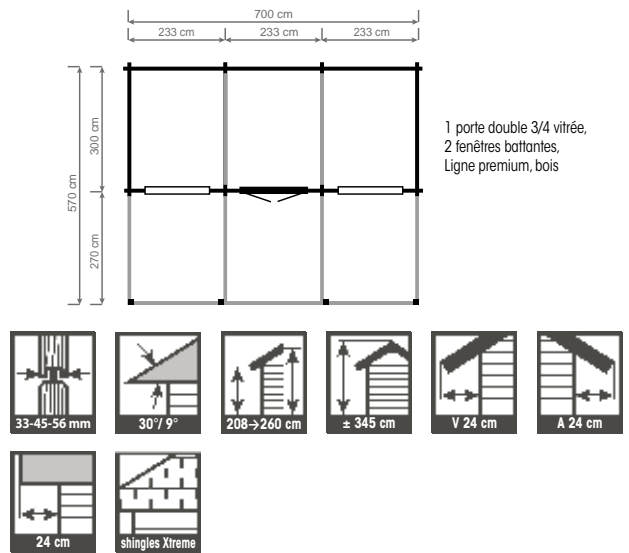 700 cm
233 cm 233 cm 233 cm
300 cm
570 cm
270 cm
1 porte double 3/4 vitrée,
2 fenêtres battantes,
Ligne premium, bois
33-45-56 mm
30°/ 9°
208→260 cm
± 345 cm
V 24 cm
A 24 cm
24 cm
shingles Xtreme